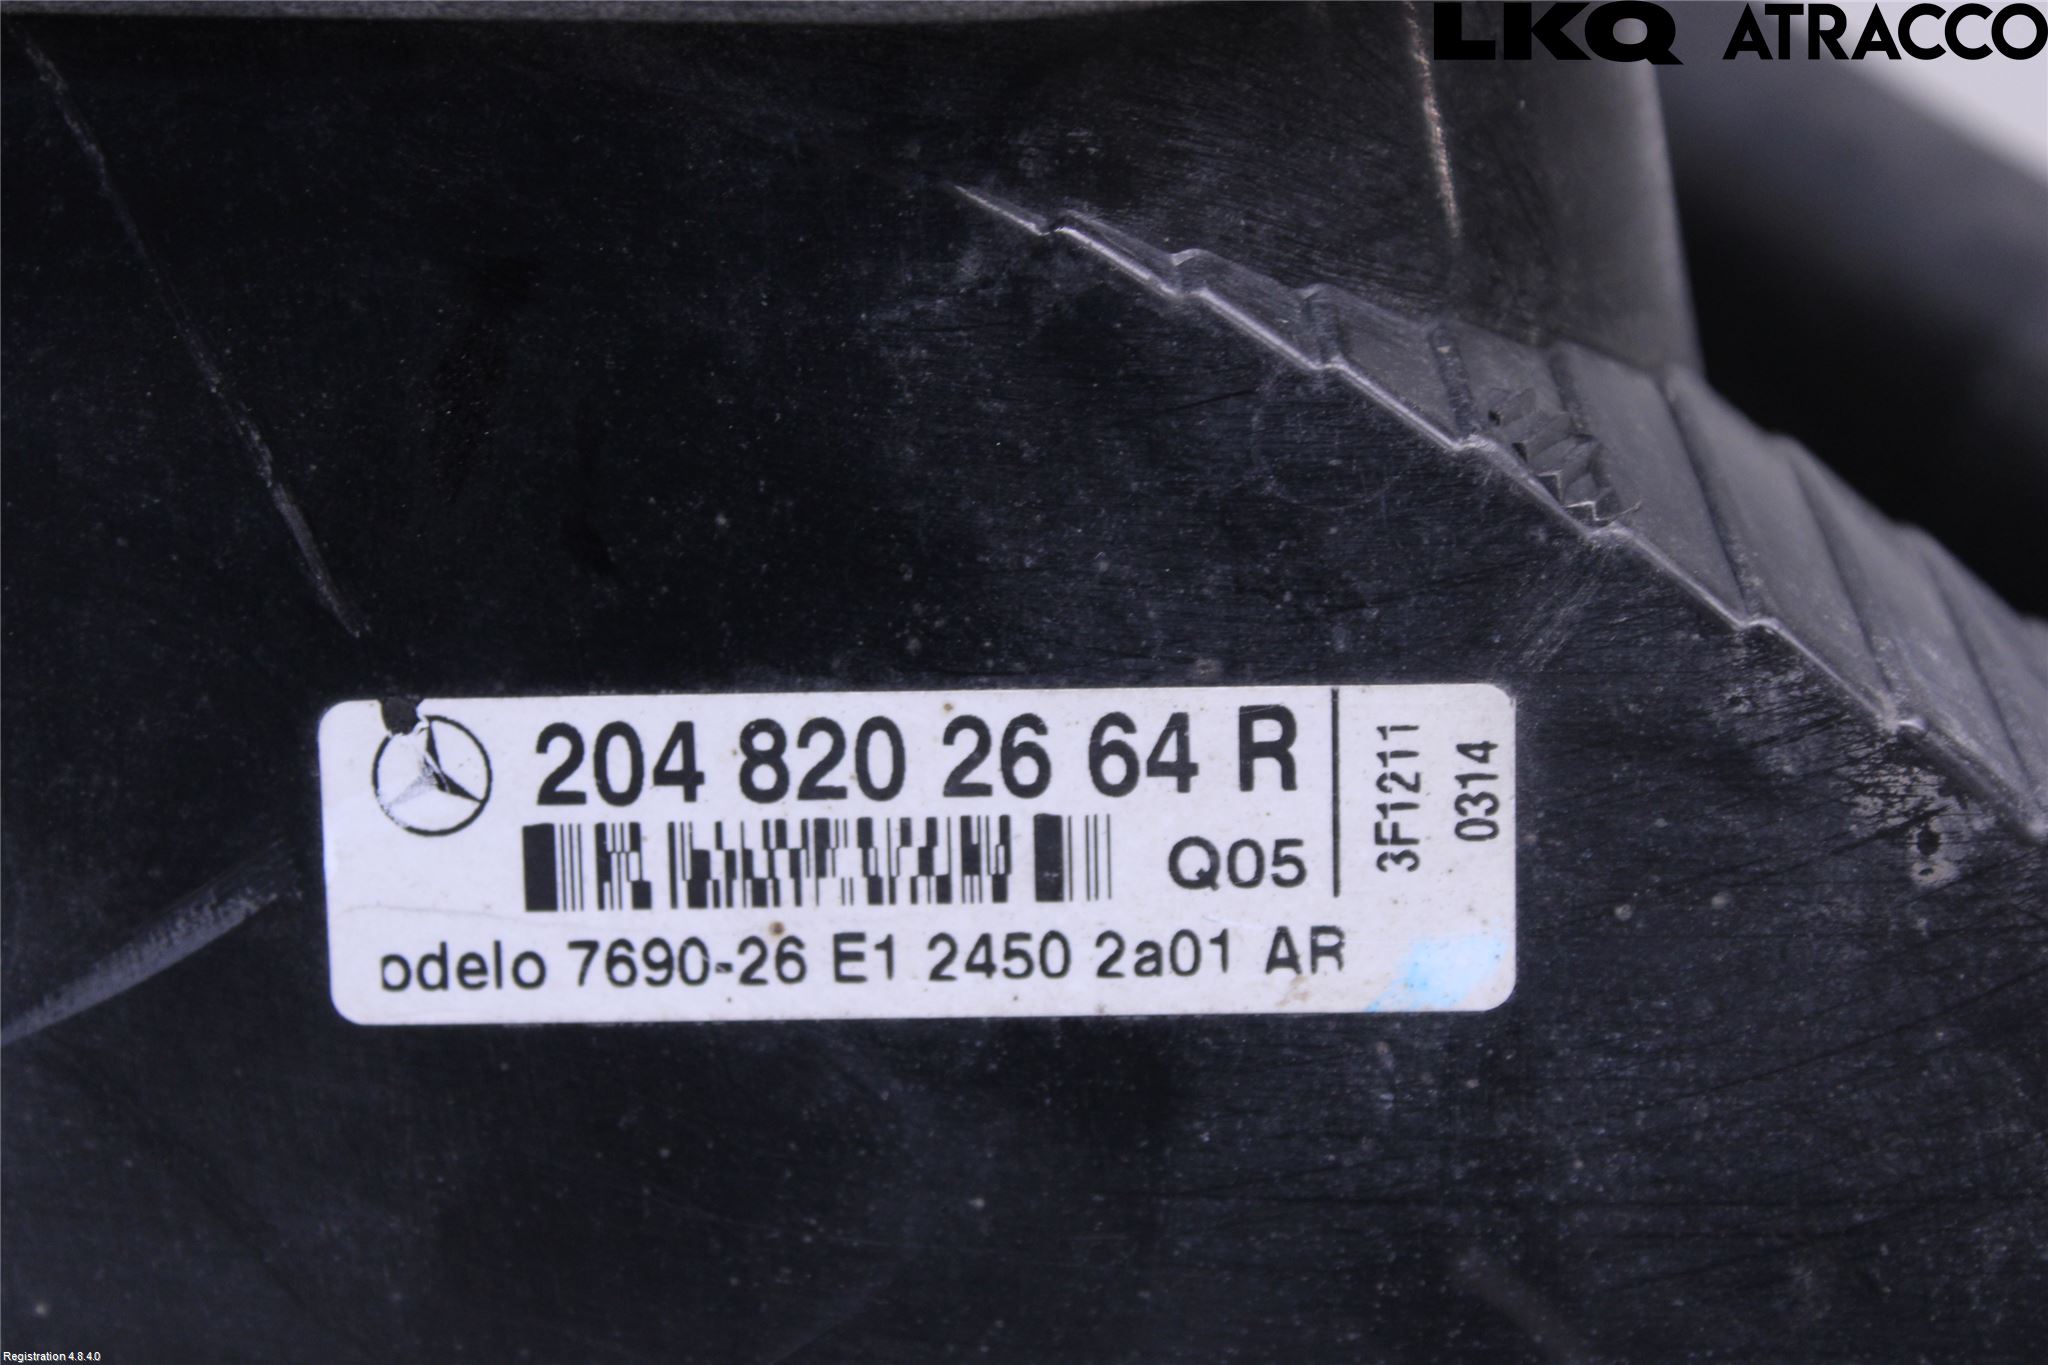 LKQ ATRACCO
204 820 26 64 R
Q05
3F1211
0314
odelo 7690-26 E1 2450 2a01 AR
Registration 4.8.4.0